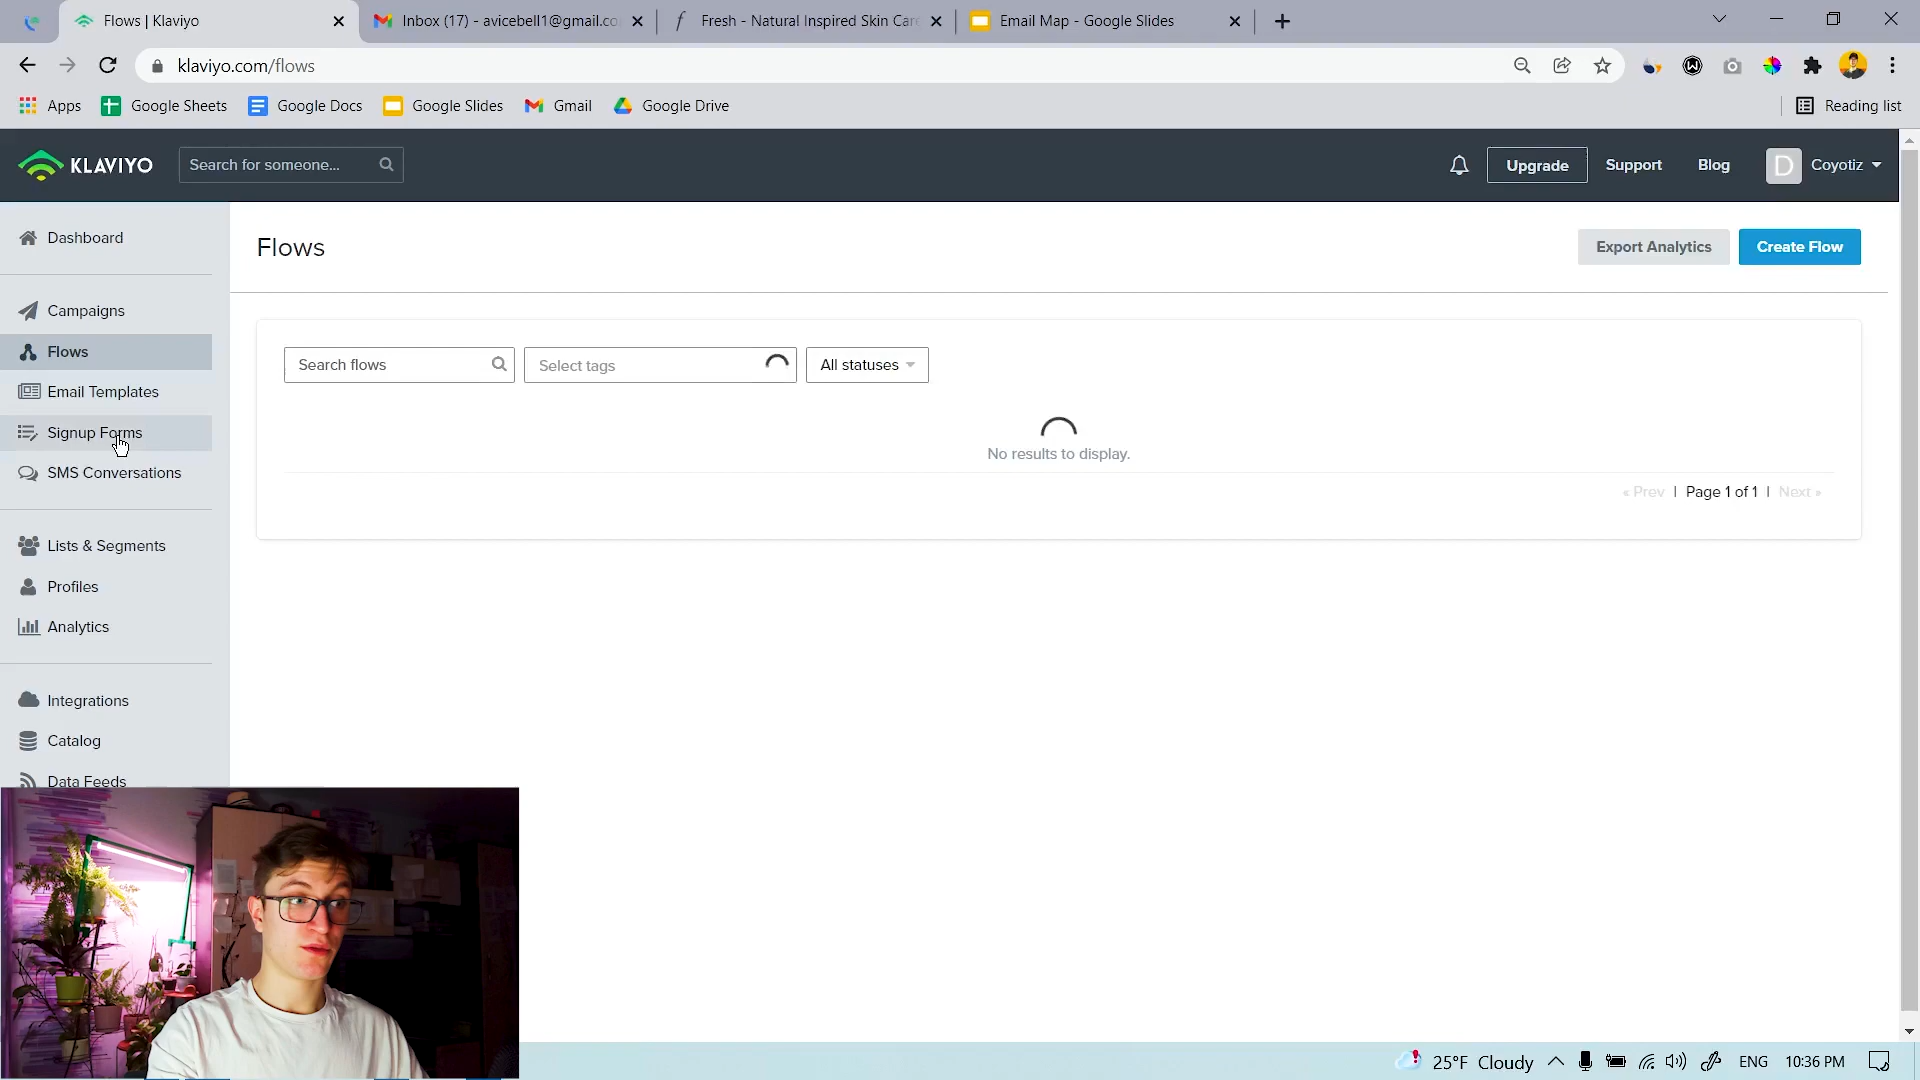 Flows | Klaviyo
Inbox (17) - avicebell1@gmail.co
Fresh - Natural Inspired Skin Care
Email Map - Google Slides
klaviyo.com/flows
Apps
Google Sheets
Google Docs
Google Slides
Gmail
Google Drive
Reading list
KLAVIYO
Search for someone...
Upgrade
Support
Blog
D
Coyotiz
Dashboard
Campaigns
Flows
Email Templates
Signup Forms
SMS Conversations
Lists & Segments
Profiles
Analytics
Integrations
Catalog
Data Feeds
Flows
Export Analytics
Create Flow
Search flows
Select tags
All statuses
No results to display.
« Prev | Page 1 of 1 | Next »
25°F Cloudy
ENG
10:36 PM